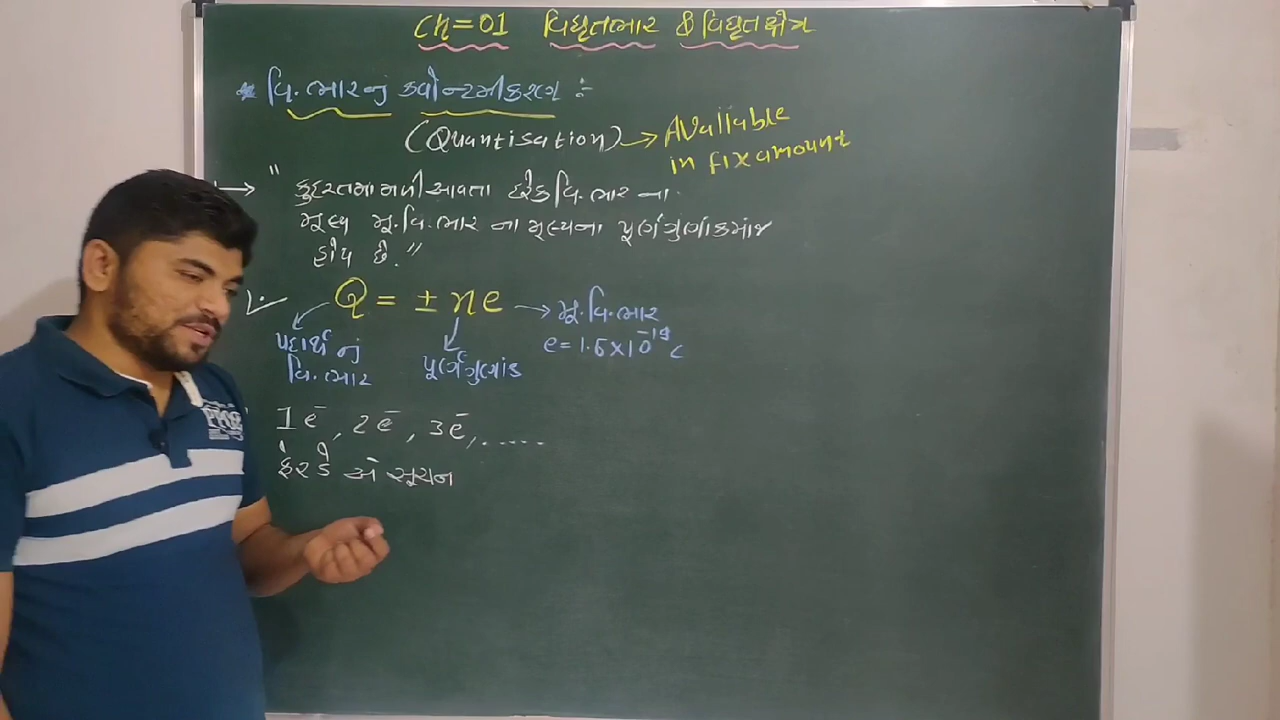 Ch=01 વિદ્યુતભાર & વિદ્યુતક્ષેત્ર
* વિ.ભારનું ક્વોન્ટમીકરણ :-
(Quantisation) → Available
in fix amount
→ " કુદરતમાં મળી આવતા દરેક વિ.ભાર ના
મૂલ્ય મૂ.વિ.ભાર ના મૂલ્યના પૂર્ણગુણાંકમાંજ
હોય છે."
Q = ± ne → મૂ.વિ.ભાર
e = 1.6×10⁻¹⁹ C
પદાર્થ નું
વિ.ભાર
પૂર્ણગુણાંક
1e⁻, 2e⁻, 3e⁻, .....
ફેરડે એ સૂચન